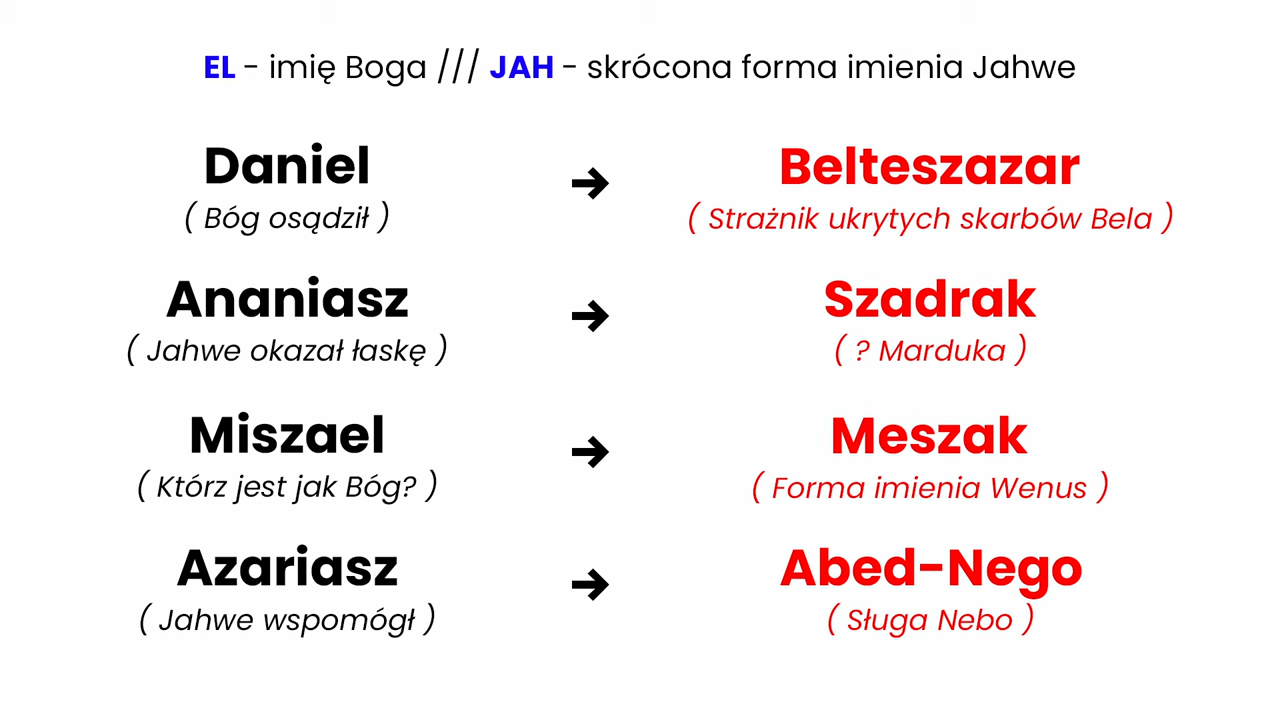 EL - imię Boga /// JAH - skrócona forma imienia Jahwe
Daniel → Belteszazar
( Bóg osądził ) ( Strażnik ukrytych skarbów Bela )
Ananiasz → Szadrak
( Jahwe okazał łaskę ) ( ? Marduka )
Miszael → Meszak
( Którz jest jak Bóg? ) ( Forma imienia Wenus )
Azariasz → Abed-Nego
( Jahwe wspomógł ) ( Sługa Nebo )